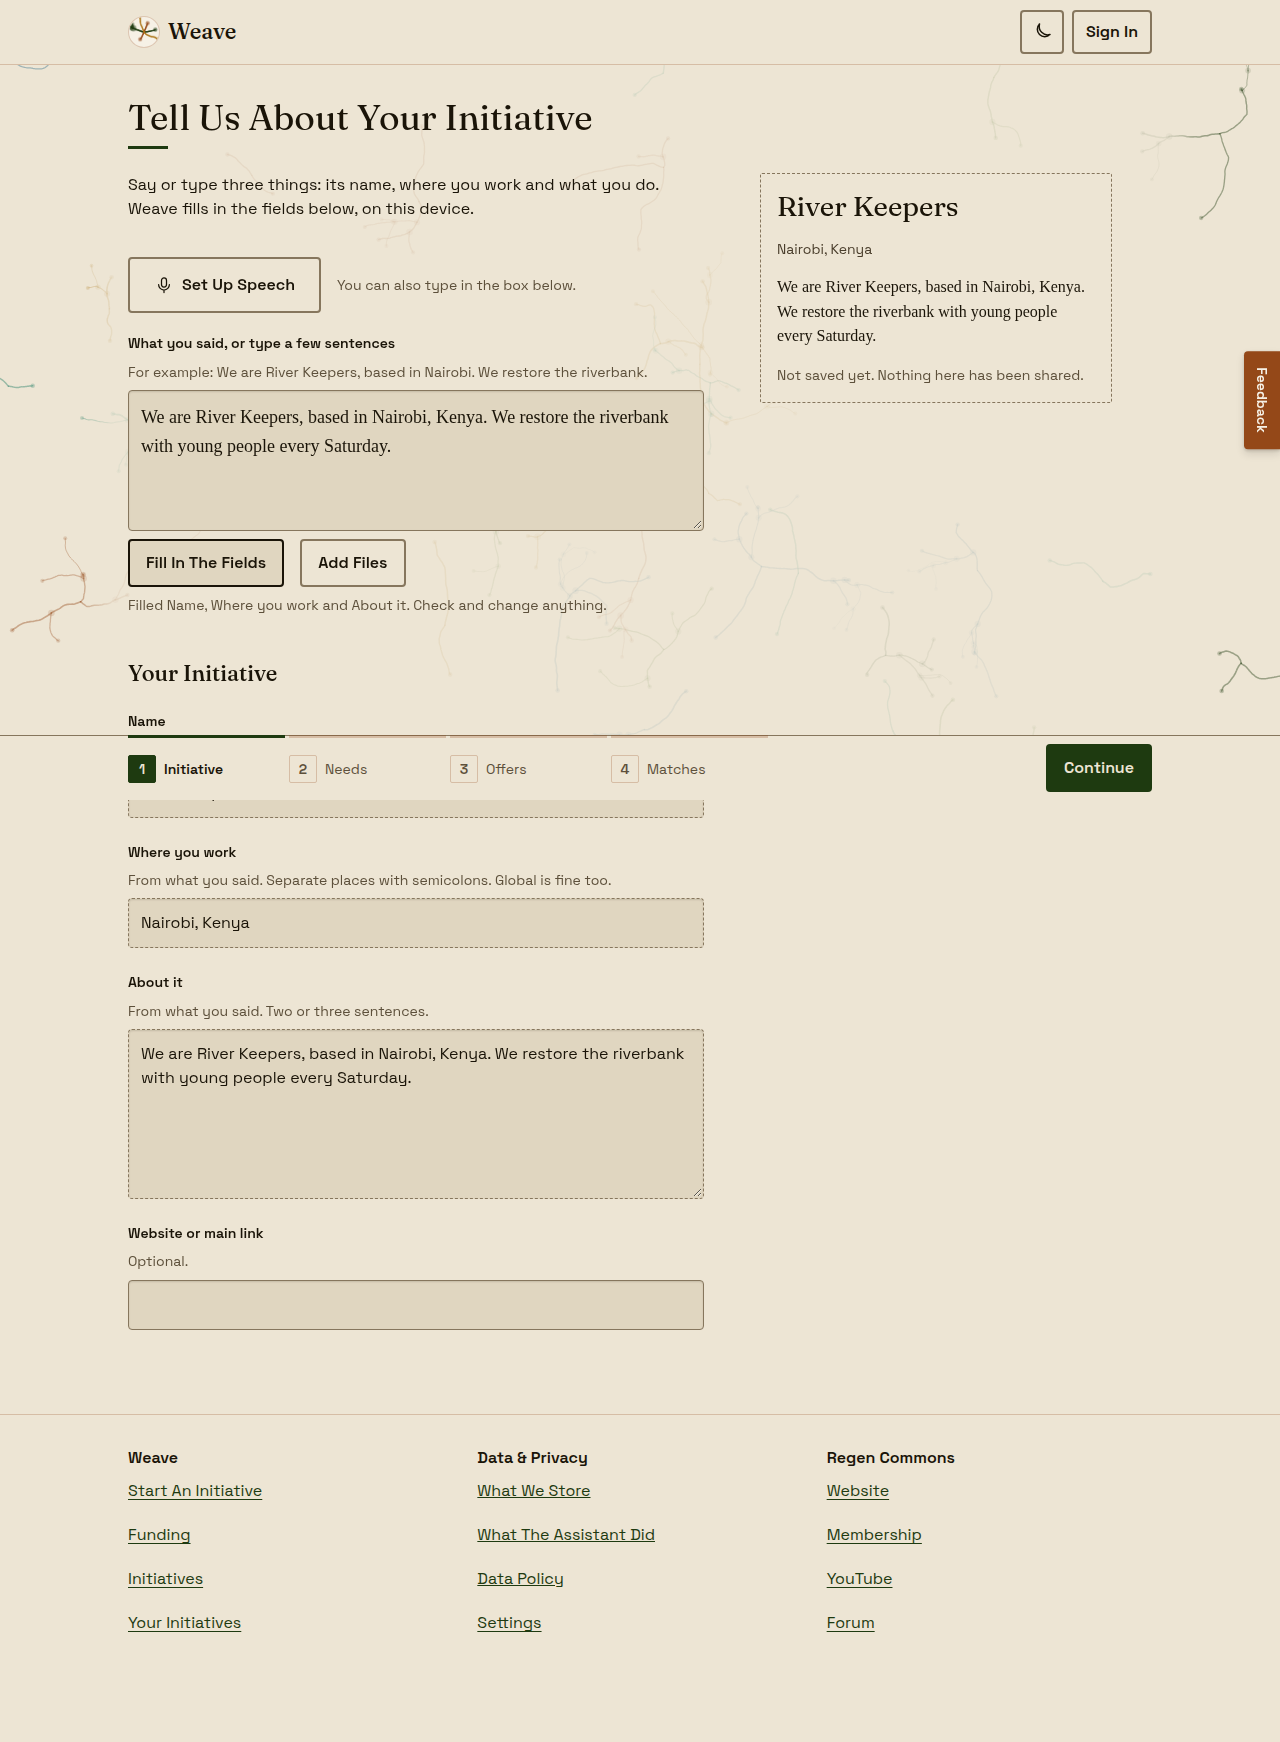 Weave
Sign In
Tell Us About Your Initiative
Say or type three things: its name, where you work and what you do.
Weave fills in the fields below, on this device.
Set Up Speech
You can also type in the box below.
What you said, or type a few sentences
For example: We are River Keepers, based in Nairobi. We restore the riverbank.
We are River Keepers, based in Nairobi, Kenya. We restore the riverbank
with young people every Saturday.
Fill In The Fields
Add Files
Filled Name, Where you work and About it. Check and change anything.
River Keepers
Nairobi, Kenya
We are River Keepers, based in Nairobi, Kenya.
We restore the riverbank with young people
every Saturday.
Not saved yet. Nothing here has been shared.
Feedback
Your Initiative
Name
1 Initiative
2 Needs
3 Offers
4 Matches
Continue
Where you work
From what you said. Separate places with semicolons. Global is fine too.
Nairobi, Kenya
About it
From what you said. Two or three sentences.
We are River Keepers, based in Nairobi, Kenya. We restore the riverbank
with young people every Saturday.
Website or main link
Optional.
Weave
Start An Initiative
Funding
Initiatives
Your Initiatives
Data & Privacy
What We Store
What The Assistant Did
Data Policy
Settings
Regen Commons
Website
Membership
YouTube
Forum